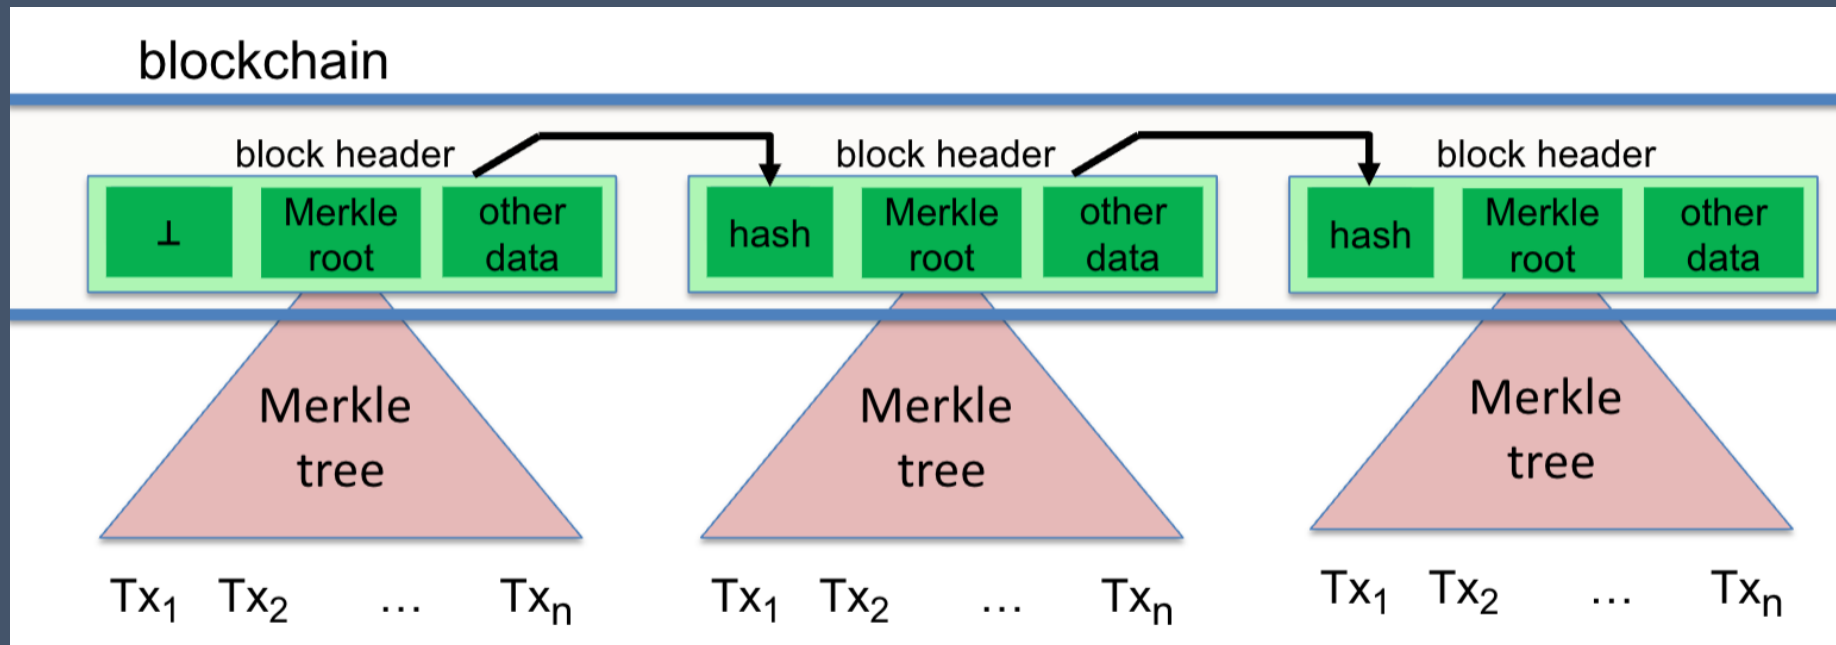 blockchain
block header
block header
block header
⊥
Merkle
root
other
data
hash
Merkle
root
other
data
hash
Merkle
root
other
data
Merkle
tree
Merkle
tree
Merkle
tree
Tx₁ Tx₂ ... Txₙ
Tx₁ Tx₂ ... Txₙ
Tx₁ Tx₂ ... Txₙ